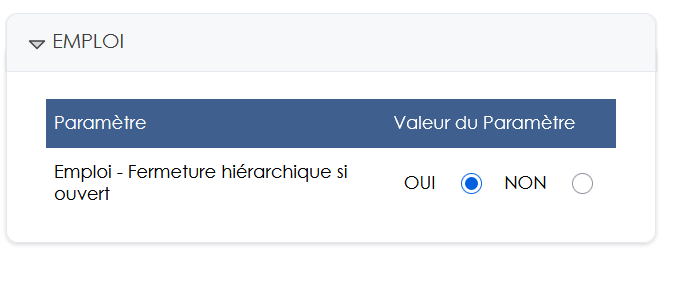 EMPLOI
Paramètre Valeur du Paramètre
Emploi - Fermeture hiérarchique si
ouvert
OUI NON